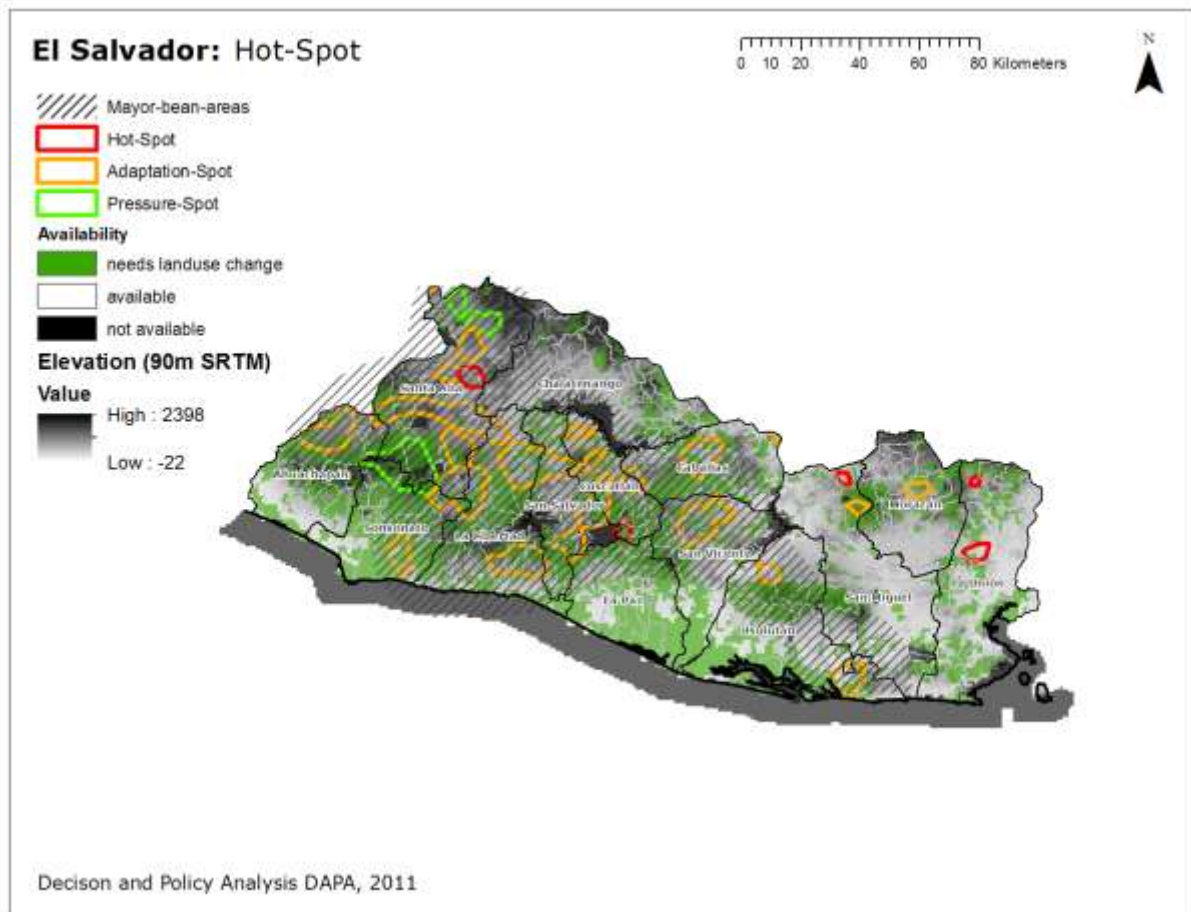 El Salvador: Hot-Spot
0 10 20 40 60 80 Kilometers
N
Mayor-bean-areas
Hot-Spot
Adaptation-Spot
Pressure-Spot
Availability
needs landuse change
available
not available
Elevation (90m SRTM)
Value
High : 2398
Low : -22
Santa Ana
Chalatenango
Ahuachapán
Cabañas
Cuscatlán
San Salvador
Morazán
Sonsonate
La Libertad
San Vicente
La Unión
La Paz
San Miguel
Usulután
Decison and Policy Analysis DAPA, 2011